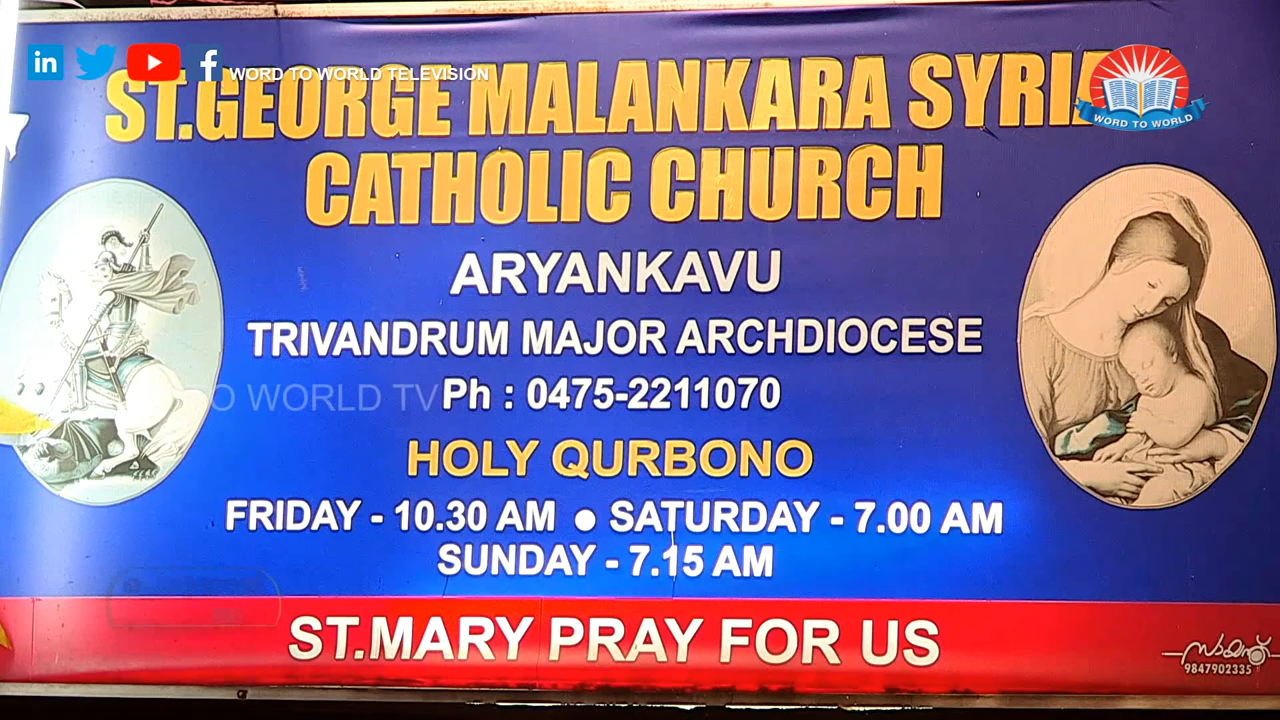 in f WORD TO WORLD TELEVISION
WORD TO WORLD
ST.GEORGE MALANKARA
CATHOLIC CHURCH
ARYANKAVU
TRIVANDRUM MAJOR ARCHDIOCESE
O WORLD TV
Ph : 0475-2211070
HOLY QURBONO
FRIDAY - 10.30 AM ● SATURDAY - 7.00 AM
SUNDAY - 7.15 AM
ST.MARY PRAY FOR US
9847902335